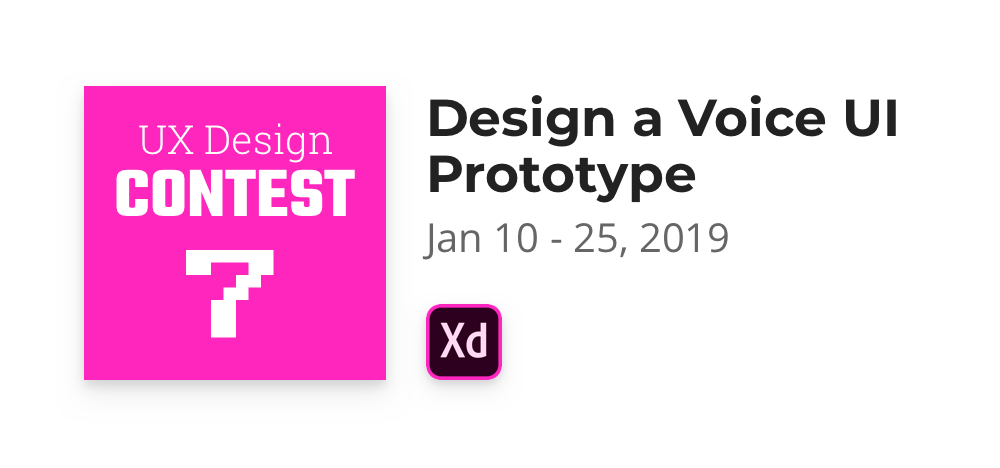 UX Design
CONTEST
7
Design a Voice UI
Prototype
Jan 10 - 25, 2019
Xd